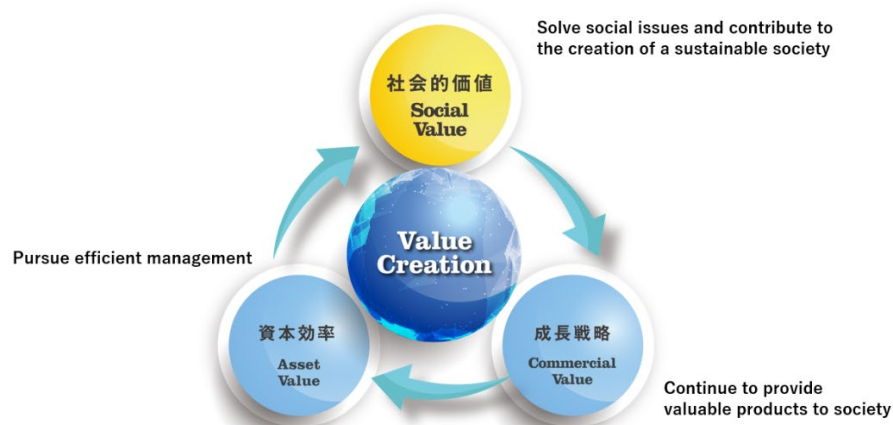 Solve social issues and contribute to
the creation of a sustainable society
社会的価値
Social
Value
Value
Creation
Pursue efficient management
資本効率
Asset
Value
成長戦略
Commercial
Value
Continue to provide
valuable products to society